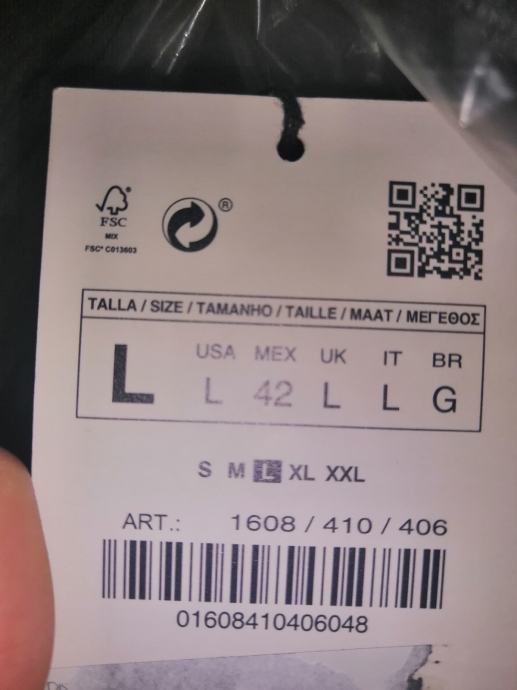 FSC
MIX
FSC® C013603
®
TALLA / SIZE / TAMANHO / TAILLE / MAAT / ΜΕΓΕΘΟΣ
L
USA MEX UK IT BR
L 42 L L G
S M L XL XXL
ART.: 1608 / 410 / 406
01608410406048